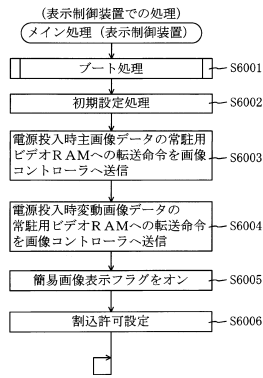 (表示制御装置での処理)
メイン処理(表示制御装置)
ブート処理
S6001
初期設定処理
S6002
電源投入時主画像データの常駐用
ビデオRAMへの転送命令を画像
コントローラへ送信
S6003
電源投入時変動画像データの
常駐用ビデオRAMへの転送命令
を画像コントローラへ送信
S6004
簡易画像表示フラグをオン
S6005
割込許可設定
S6006